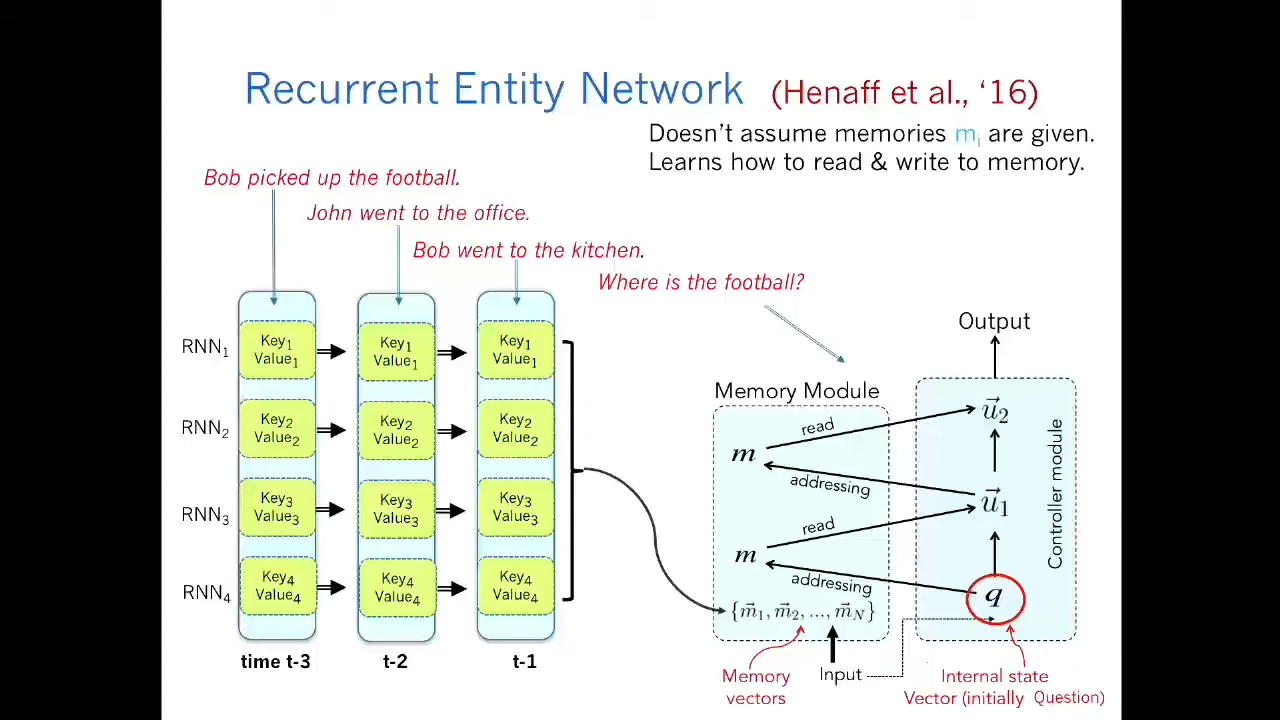 Recurrent Entity Network (Henaff et al., ‘16)
Doesn't assume memories mᵢ are given.
Learns how to read & write to memory.
Bob picked up the football.
John went to the office.
Bob went to the kitchen.
Where is the football?
RNN1
Key1
Value1
Key1
Value1
Key1
Value1
RNN2
Key2
Value2
Key2
Value2
Key2
Value2
RNN3
Key3
Value3
Key3
Value3
Key3
Value3
RNN4
Key4
Value4
Key4
Value4
Key4
Value4
time t-3
t-2
t-1
Output
Memory Module
Controller module
u⃗2
read
m
addressing
u⃗1
read
m
addressing
q
{m⃗1, m⃗2, ..., m⃗N}
Memory
vectors
Input
Internal state
Vector (initially Question)